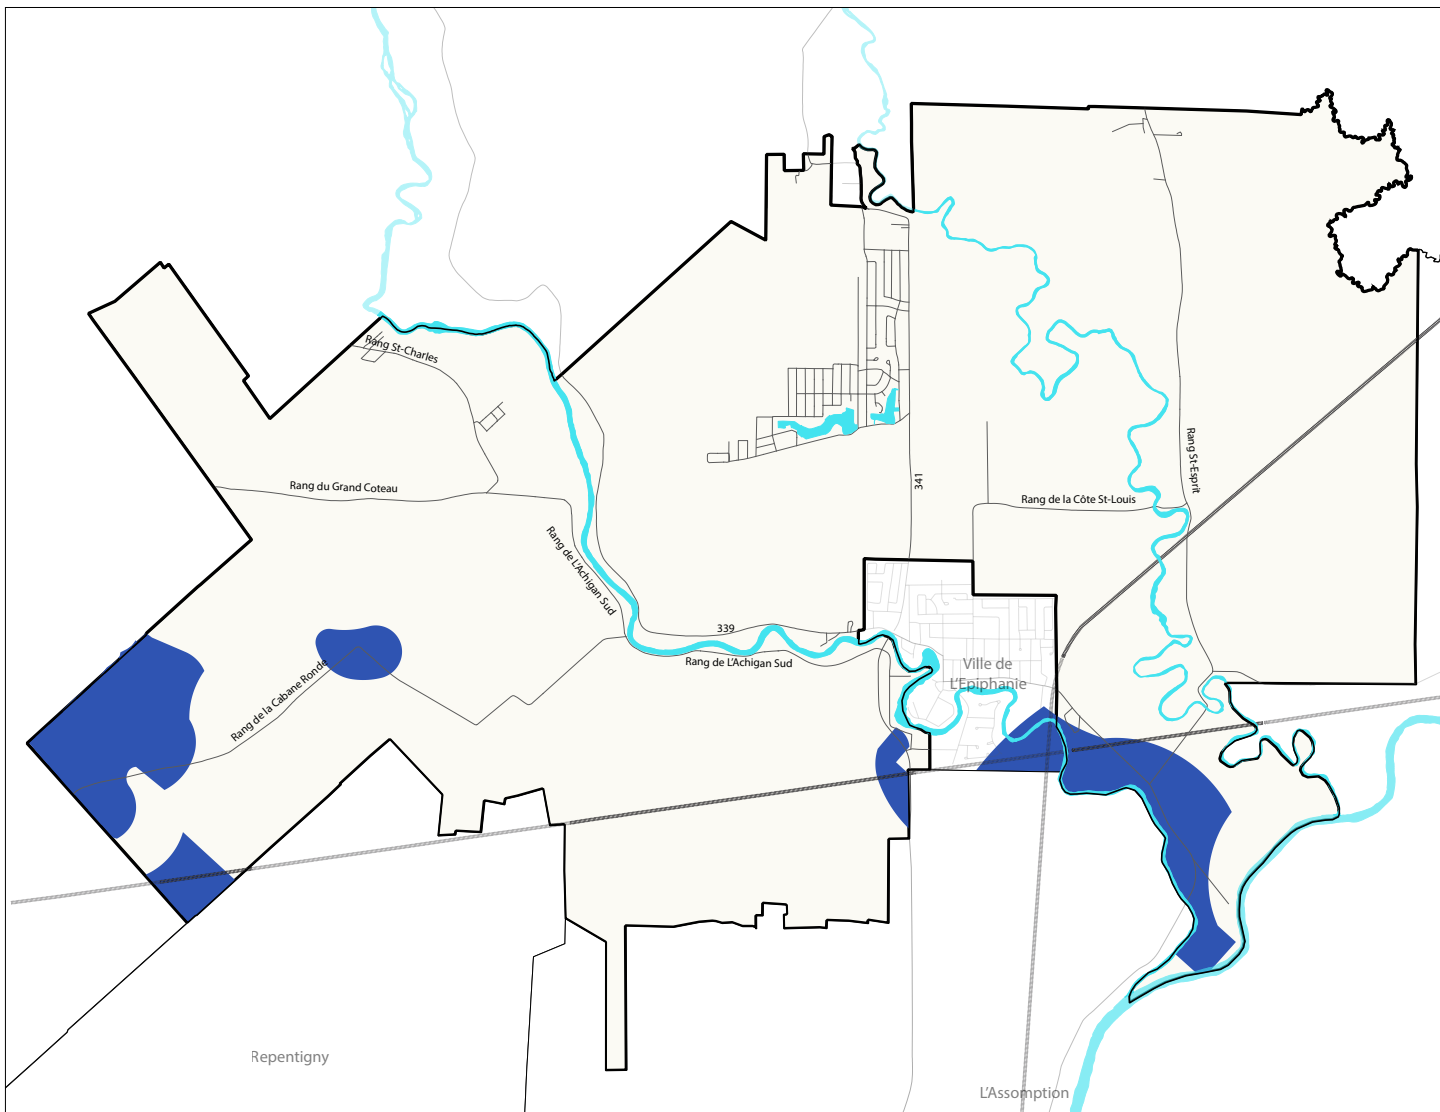 Rang St-Charles
Rang du Grand Coteau
Rang St-Esprit
341
Rang de la Côte St-Louis
Rang de L'Achigan Sud
339
Rang de L'Achigan Sud
Ville de
L'Epiphanie
Rang de la Cabane Ronde
Repentigny
L'Assomption